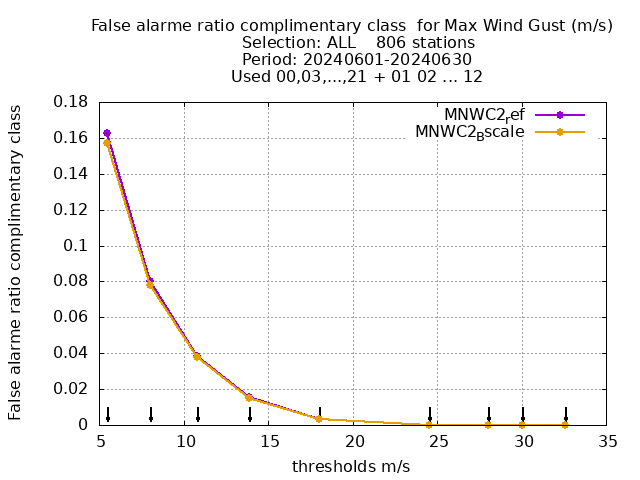 False alarme ratio complimentary class  for Max Wind Gust (m/s)
Selection: ALL    806 stations
Period: 20240601-20240630
Used 00,03,...,21 + 01 02 ... 12
MNWC2ref
MNWC2Bscale
False alarme ratio complimentary class
0.18
0.16
0.14
0.12
0.1
0.08
0.06
0.04
0.02
0
5 10 15 20 25 30 35
thresholds m/s